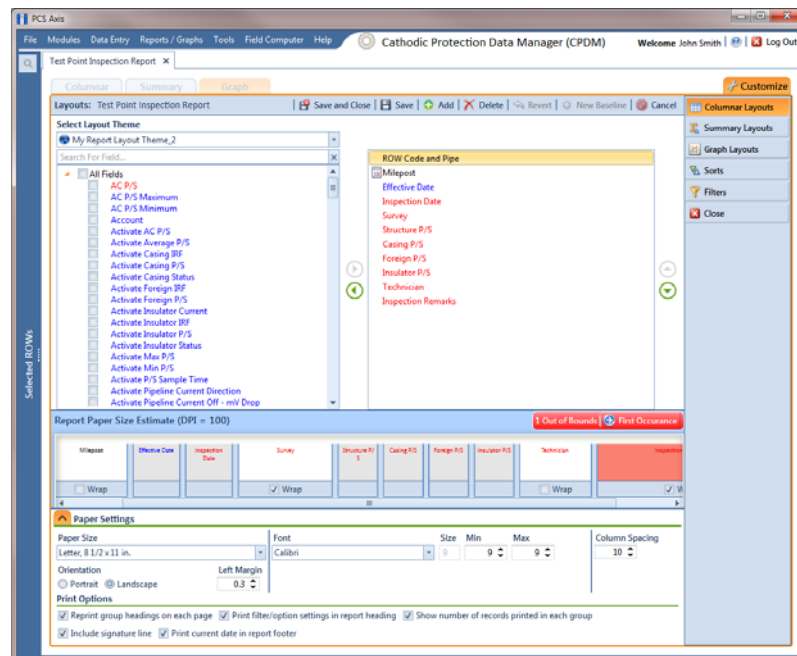 PCS Axis
File Modules Data Entry Reports / Graphs Tools Field Computer Help Cathodic Protection Data Manager (CPDM) Welcome John Smith Log Out
Test Point Inspection Report
Columnar Summary Graph Customize
Layouts: Test Point Inspection Report Save and Close Save Add Delete Revert New Baseline Cancel
Columnar Layouts
Summary Layouts
Graph Layouts
Sorts
Filters
Close
Selected ROWs
Select Layout Theme
My Report Layout Theme_2
Search For Field...
All Fields
AC P/S
AC P/S Maximum
AC P/S Minimum
Account
Activate AC P/S
Activate Average P/S
Activate Casing IRF
Activate Casing P/S
Activate Casing Status
Activate Foreign IRF
Activate Foreign P/S
Activate Insulator Current
Activate Insulator IRF
Activate Insulator P/S
Activate Insulator Status
Activate Max P/S
Activate Min P/S
Activate P/S Sample Time
Activate Pipeline Current Direction
Activate Pipeline Current Off - mV Drop
ROW Code and Pipe
Milepost
Effective Date
Inspection Date
Survey
Structure P/S
Casing P/S
Foreign P/S
Insulator P/S
Technician
Inspection Remarks
Report Paper Size Estimate (DPI = 100) 1 Out of Bounds First Occurance
Milepost Effective Date Inspection Survey Structure P/ Casing P/S Foreign P/S Insulator P/S Technician Inspection
Date S
Wrap Wrap Wrap W
Paper Settings
Paper Size Font Size Min Max Column Spacing
Letter, 8 1/2 x 11 in. Calibri 9 9 9 10
Orientation Left Margin
Portrait Landscape 0.3
Print Options
Reprint group headings on each page Print filter/option settings in report heading Show number of records printed in each group
Include signature line Print current date in report footer